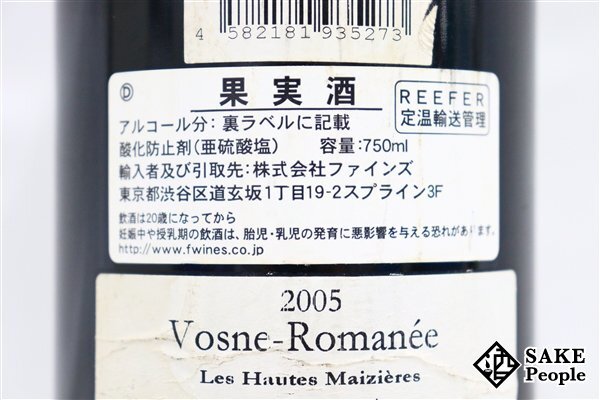 4 582181 935273
Ⓓ 果実酒
REEFER
定温輸送管理
アルコール分：裏ラベルに記載
酸化防止剤(亜硫酸塩) 容量：750ml
輸入者及び引取先：株式会社ファインズ
東京都渋谷区道玄坂1丁目19-2スプライン3F
飲酒は20歳になってから
妊娠中や授乳期の飲酒は、胎児・乳児の発育に悪影響を与える恐れがあります。
http://www.fwines.co.jp
2005
Vosne-Romanée
Les Hautes Maizières
酒 SAKE
People